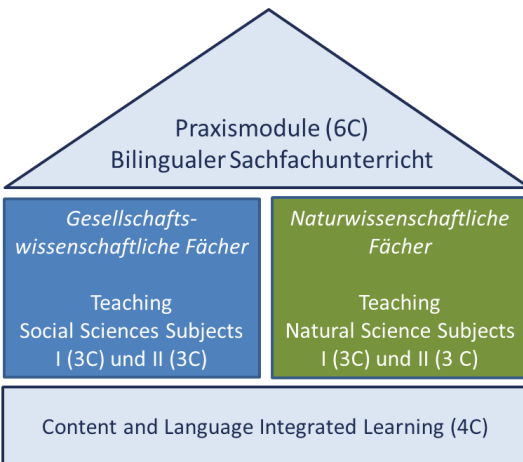 Praxismodule (6C)
Bilingualer Sachfachunterricht
Gesellschafts-
wissenschaftliche Fächer
Teaching
Social Sciences Subjects
I (3C) und II (3C)
Naturwissenschaftliche
Fächer
Teaching
Natural Science Subjects
I (3C) und II (3 C)
Content and Language Integrated Learning (4C)